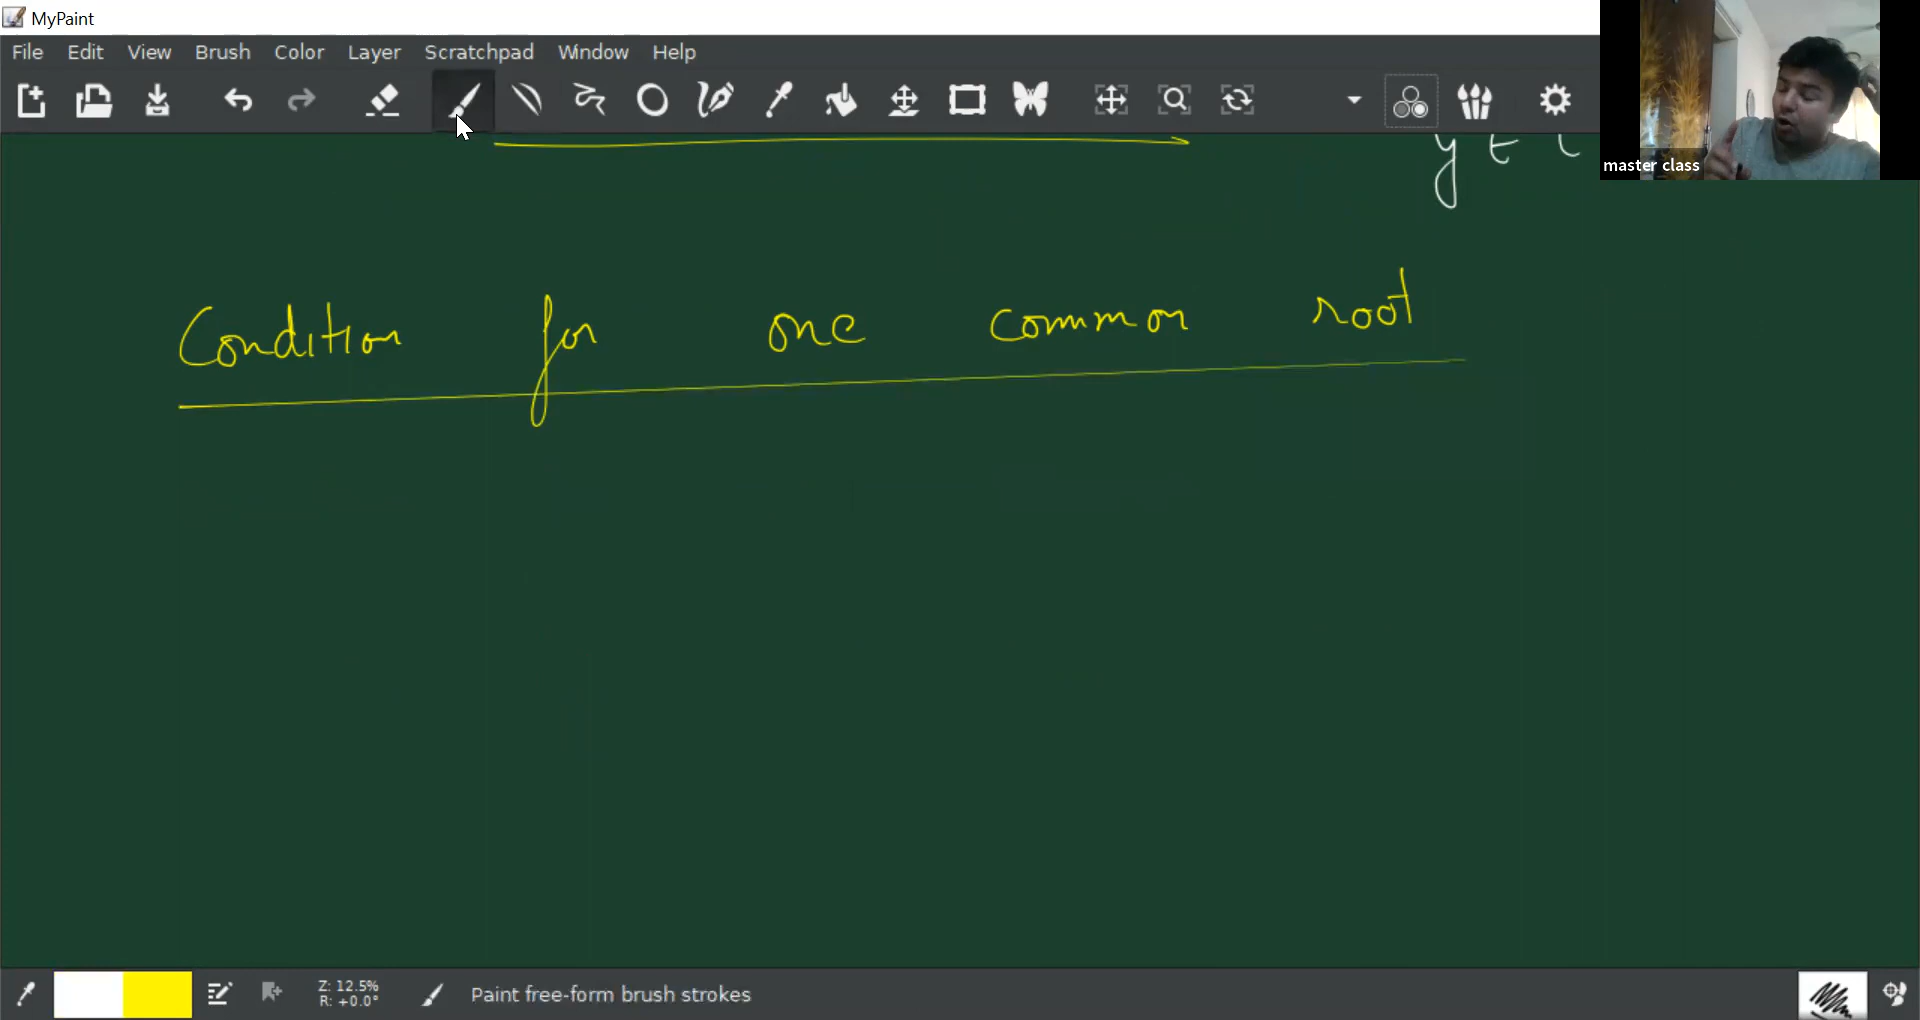 MyPaint
File Edit View Brush Color Layer Scratchpad Window Help
master class
y
Condition for one common root
Z: 12.5%
R: +0.0°
Paint free-form brush strokes